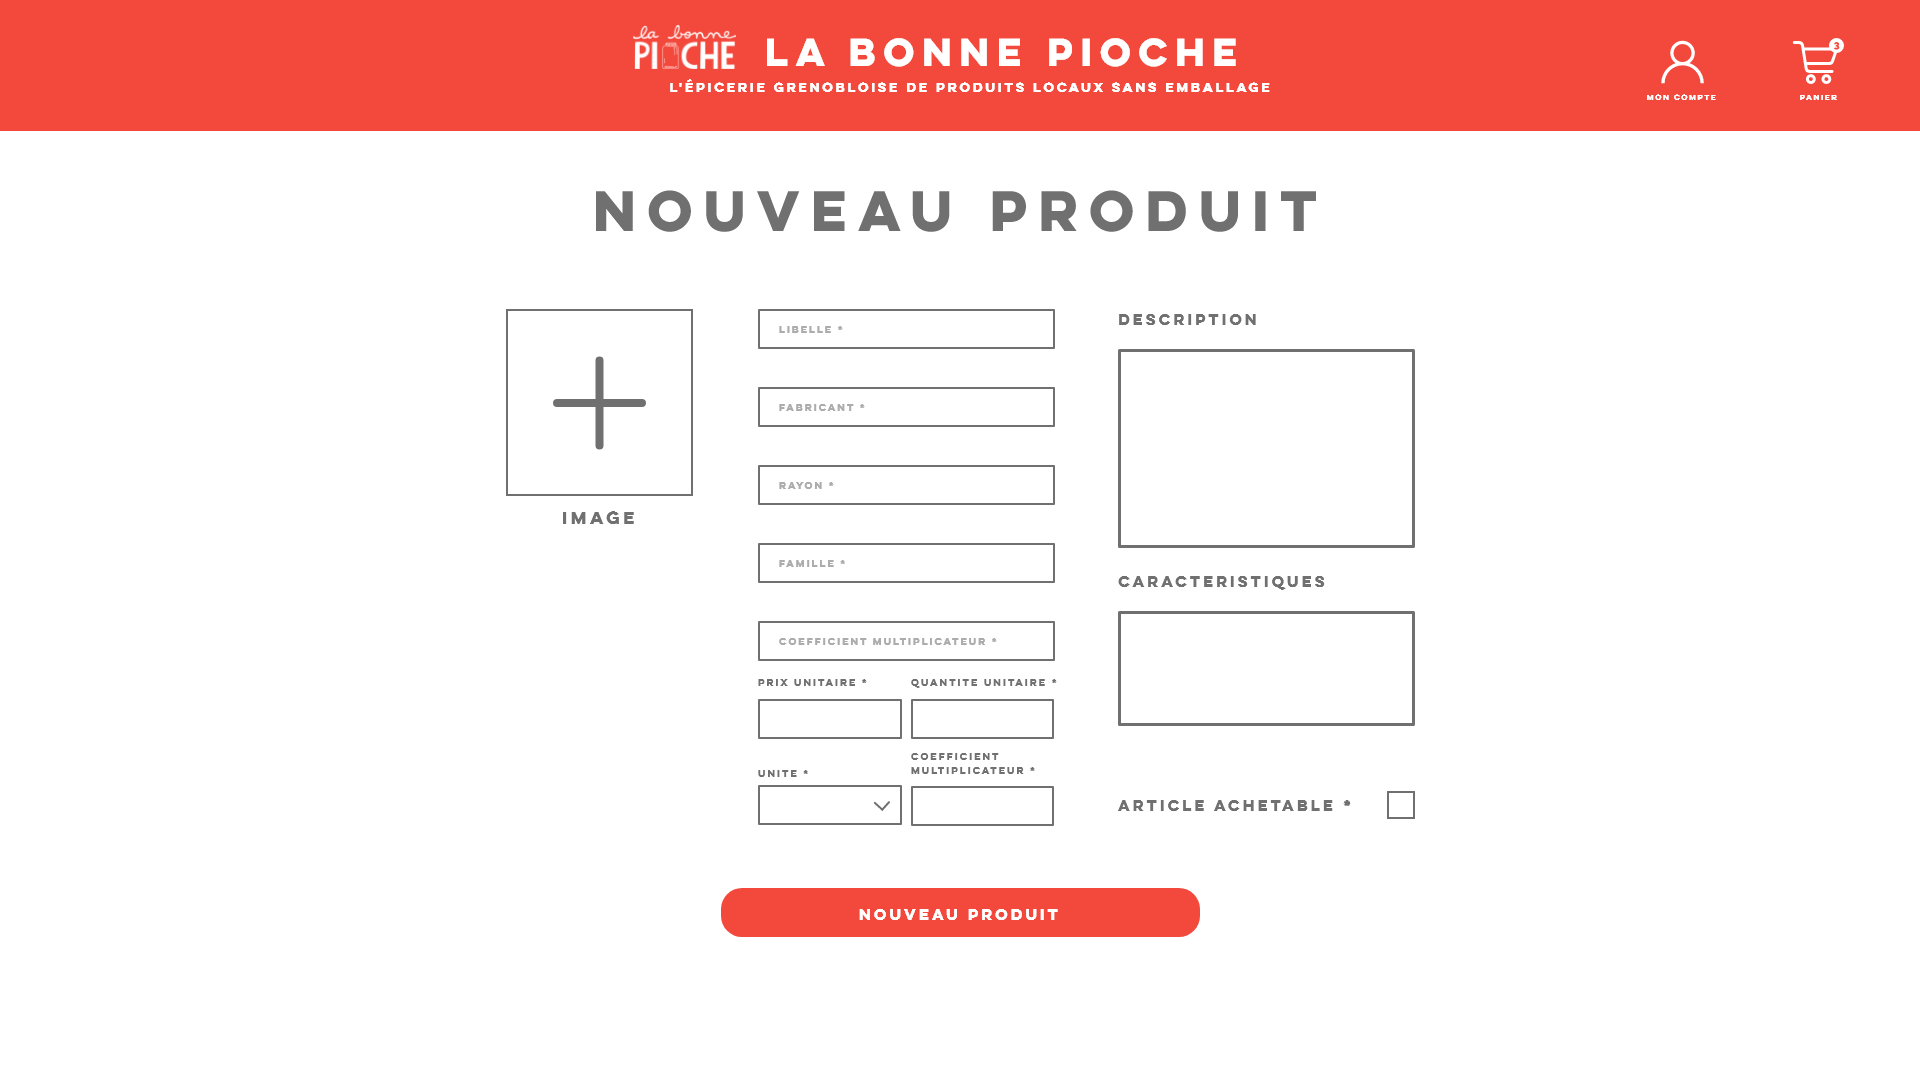 la bonne
PIOCHE
LA BONNE PIOCHE
L'ÉPICERIE GRENOBLOISE DE PRODUITS LOCAUX SANS EMBALLAGE
MON COMPTE
3
PANIER
NOUVEAU PRODUIT
IMAGE
LIBELLE *
FABRICANT *
RAYON *
FAMILLE *
COEFFICIENT MULTIPLICATEUR *
PRIX UNITAIRE *
QUANTITE UNITAIRE *
UNITE *
COEFFICIENT
MULTIPLICATEUR *
DESCRIPTION
CARACTERISTIQUES
ARTICLE ACHETABLE *
NOUVEAU PRODUIT